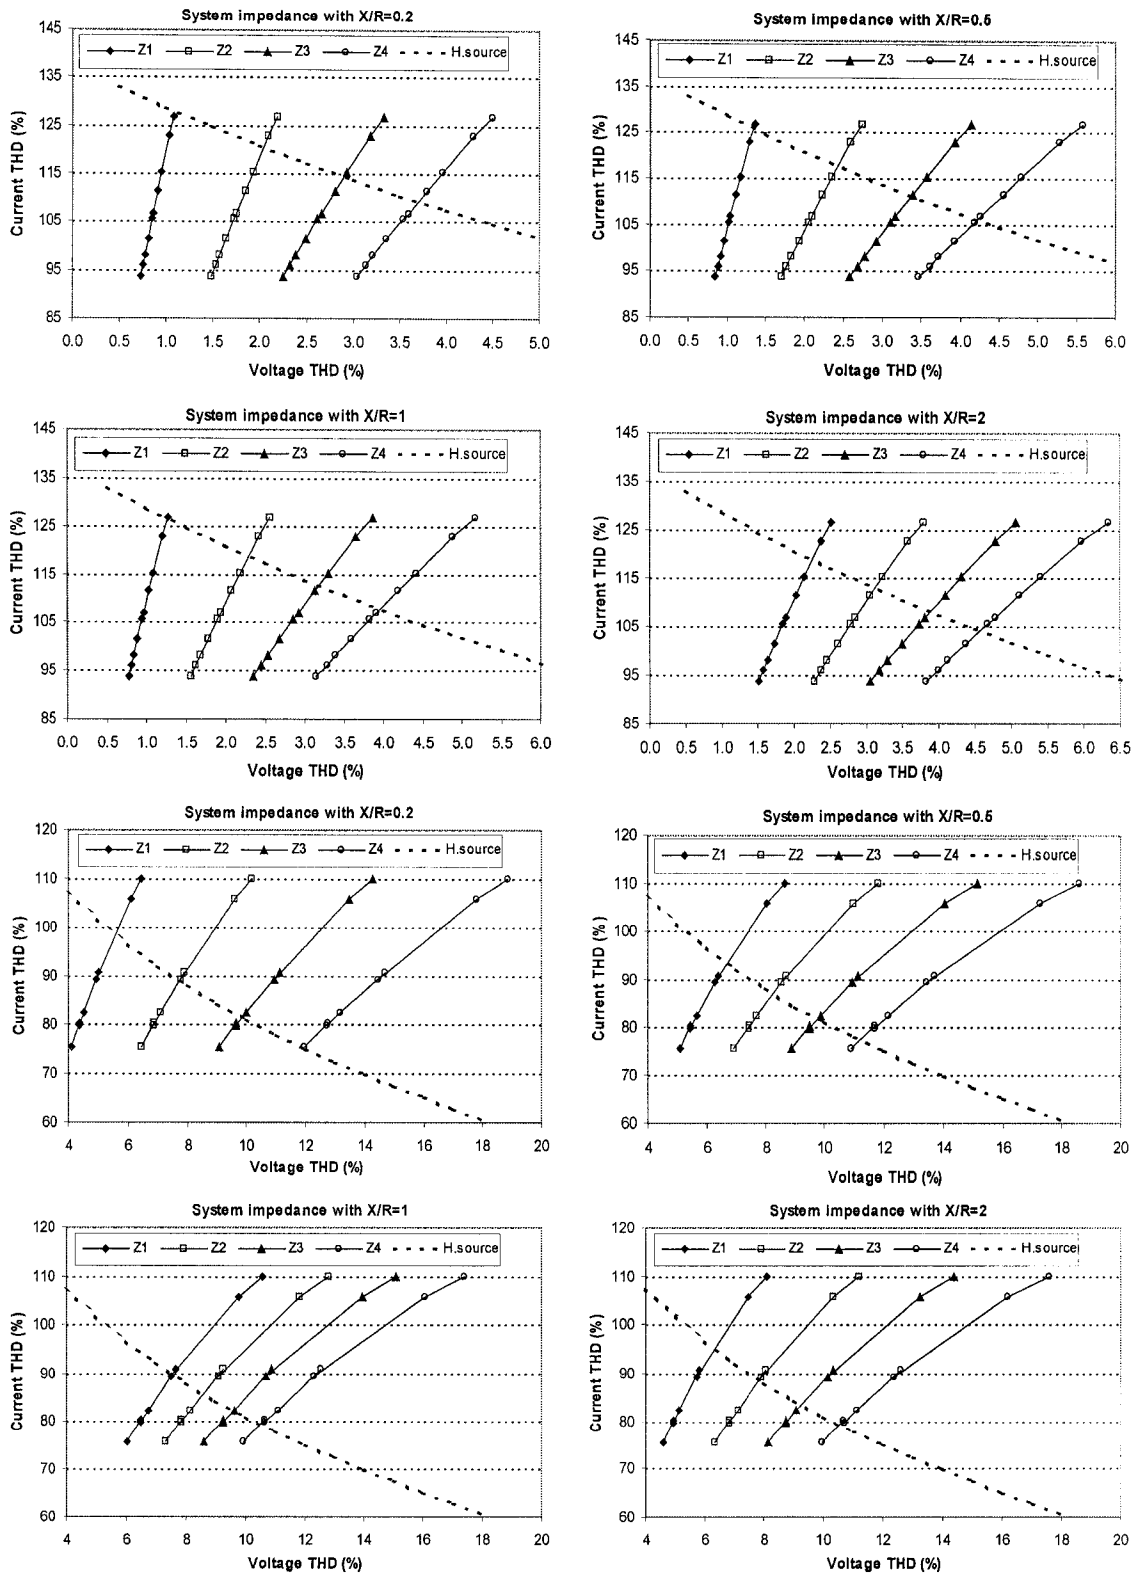 System impedance with X/R=0.2
Z1 Z2 Z3 Z4 H.source
Current THD (%)
145
135
125
115
105
95
85
0.0 0.5 1.0 1.5 2.0 2.5 3.0 3.5 4.0 4.5 5.0
Voltage THD (%)
System impedance with X/R=0.5
Z1 Z2 Z3 Z4 H.source
Current THD (%)
145
135
125
115
105
95
85
0.0 0.5 1.0 1.5 2.0 2.5 3.0 3.5 4.0 4.5 5.0 5.5 6.0
Voltage THD (%)
System impedance with X/R=1
Z1 Z2 Z3 Z4 H.source
Current THD (%)
145
135
125
115
105
95
85
0.0 0.5 1.0 1.5 2.0 2.5 3.0 3.5 4.0 4.5 5.0 5.5 6.0
Voltage THD (%)
System impedance with X/R=2
Z1 Z2 Z3 Z4 H.source
Current THD (%)
145
135
125
115
105
95
85
0.0 0.5 1.0 1.5 2.0 2.5 3.0 3.5 4.0 4.5 5.0 5.5 6.0 6.5
Voltage THD (%)
System impedance with X/R=0.2
Z1 Z2 Z3 Z4 H.source
Current THD (%)
120
110
100
90
80
70
60
4 6 8 10 12 14 16 18 20
Voltage THD (%)
System impedance with X/R=0.5
Z1 Z2 Z3 Z4 H.source
Current THD (%)
120
110
100
90
80
70
60
4 6 8 10 12 14 16 18 20
Voltage THD (%)
System impedance with X/R=1
Z1 Z2 Z3 Z4 H.source
Current THD (%)
120
110
100
90
80
70
60
4 6 8 10 12 14 16 18 20
Voltage THD (%)
System impedance with X/R=2
Z1 Z2 Z3 Z4 H.source
Current THD (%)
120
110
100
90
80
70
60
4 6 8 10 12 14 16 18 20
Voltage THD (%)